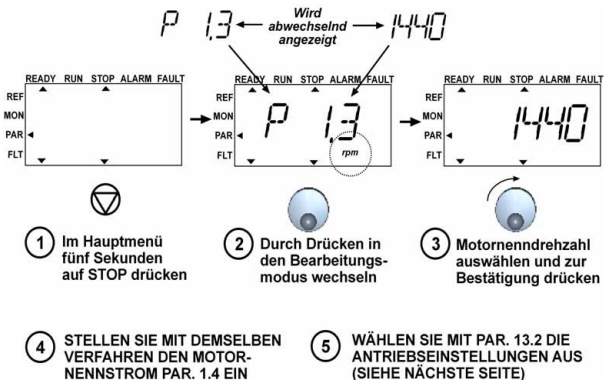 P 1.3
Wird
abwechselnd
angezeigt
1440
READY RUN STOP ALARM FAULT
REF
MON
PAR
FLT
READY RUN STOP ALARM FAULT
REF
MON
PAR
FLT
P 1.3
rpm
READY RUN STOP ALARM FAULT
REF
MON
PAR
FLT
1440
1 Im Hauptmenü
fünf Sekunden
auf STOP drücken
2 Durch Drücken in
den Bearbeitungs-
modus wechseln
3 Motornenndrehzahl
auswählen und zur
Bestätigung drücken
4 STELLEN SIE MIT DEMSELBEN
VERFAHREN DEN MOTOR-
NENNSTROM PAR. 1.4 EIN
5 WÄHLEN SIE MIT PAR. 13.2 DIE
ANTRIEBSEINSTELLUNGEN AUS
(SIEHE NÄCHSTE SEITE)